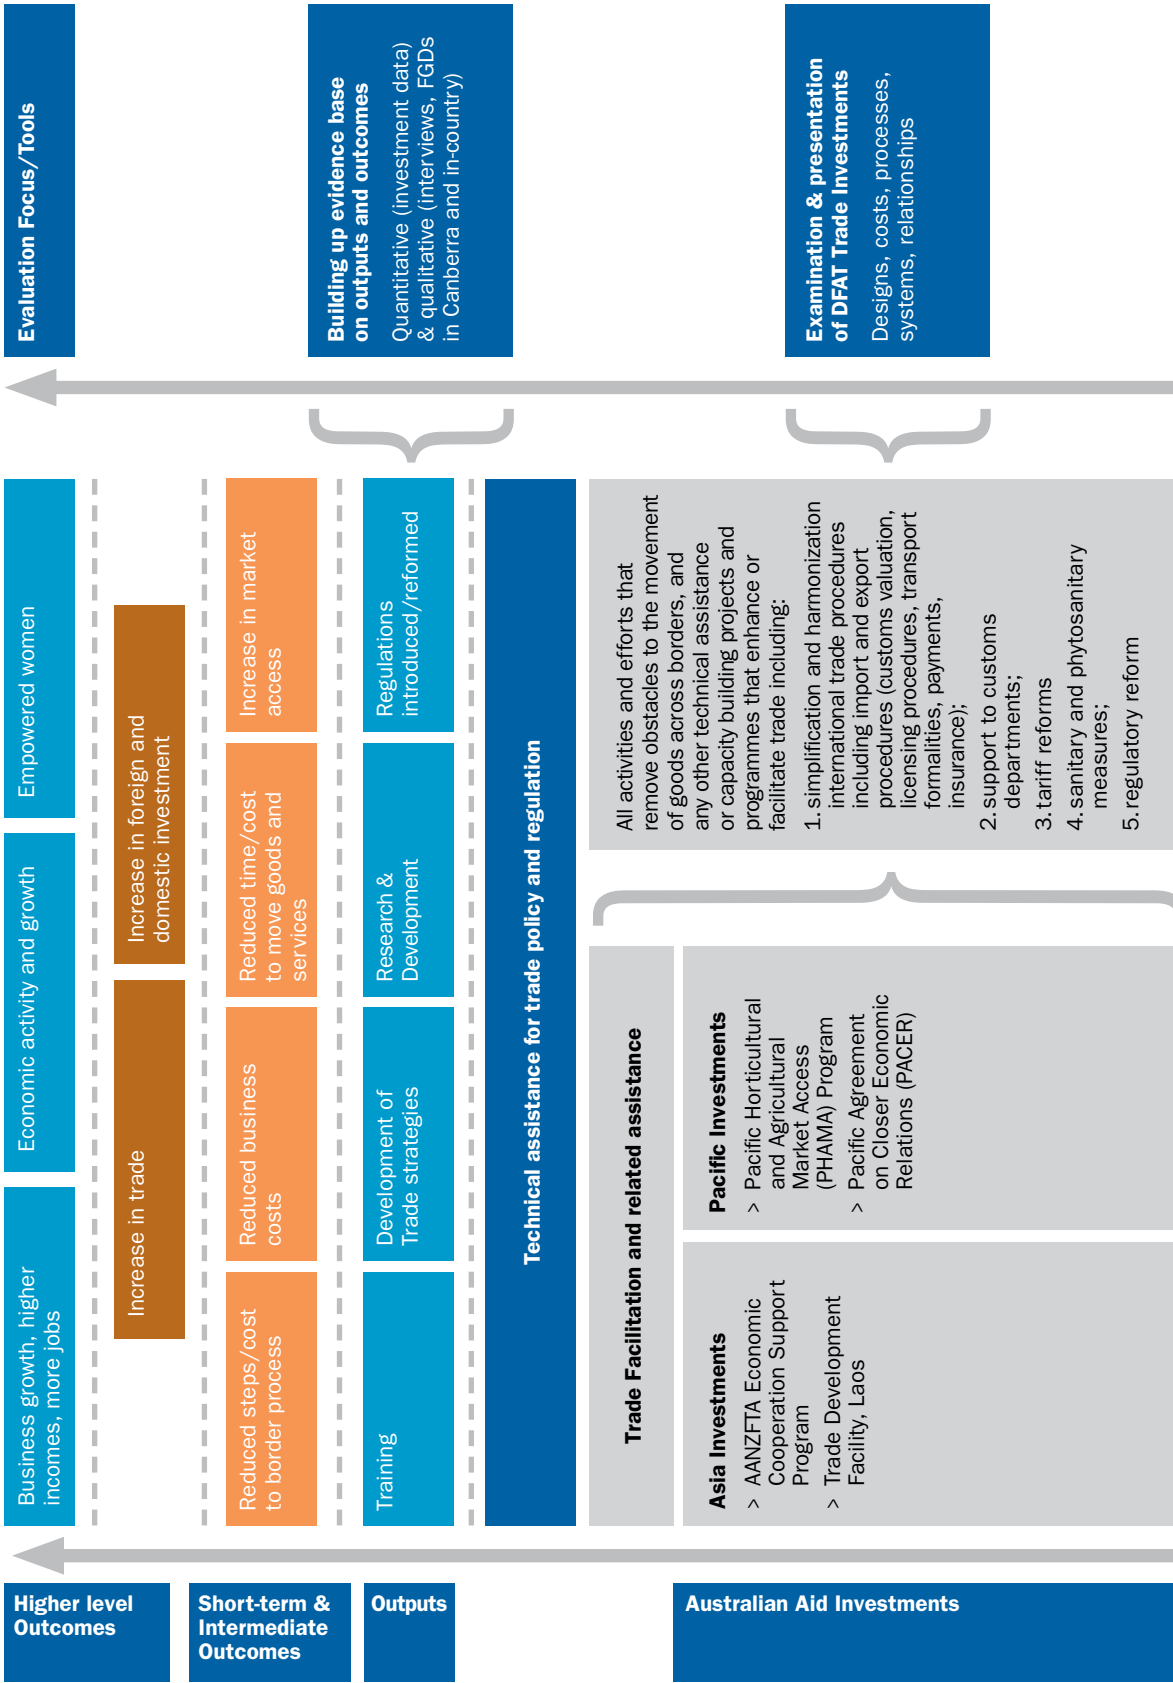 Higher level
Outcomes
Business growth, higher
incomes, more jobs
Economic activity and growth
Empowered women
Evaluation Focus/Tools
Increase in trade
Increase in foreign and
domestic investment
Short-term &
Intermediate
Outcomes
Reduced steps/cost
to border process
Reduced business
costs
Reduced time/cost
to move goods and
services
Increase in market
access
Outputs
Training
Development of
Trade strategies
Research &
Development
Regulations
introduced/reformed
Building up evidence base
on outputs and outcomes
Quantitative (investment data)
& qualitative (interviews, FGDs
in Canberra and in-country)
Technical assistance for trade policy and regulation
Australian Aid Investments
Trade Facilitation and related assistance
Asia Investments
> AANZFTA Economic
Cooperation Support
Program
> Trade Development
Facility, Laos
Pacific Investments
> Pacific Horticultural
and Agricultural
Market Access
(PHAMA) Program
> Pacific Agreement
on Closer Economic
Relations (PACER)
All activities and efforts that
remove obstacles to the movement
of goods across borders, and
any other technical assistance
or capacity building projects and
programmes that enhance or
facilitate trade including:
1. simplification and harmonization
international trade procedures
including import and export
procedures (customs valuation,
licensing procedures, transport
formalities, payments,
insurance);
2. support to customs
departments;
3. tariff reforms
4. sanitary and phytosanitary
measures;
5. regulatory reform
Examination & presentation
of DFAT Trade Investments
Designs, costs, processes,
systems, relationships